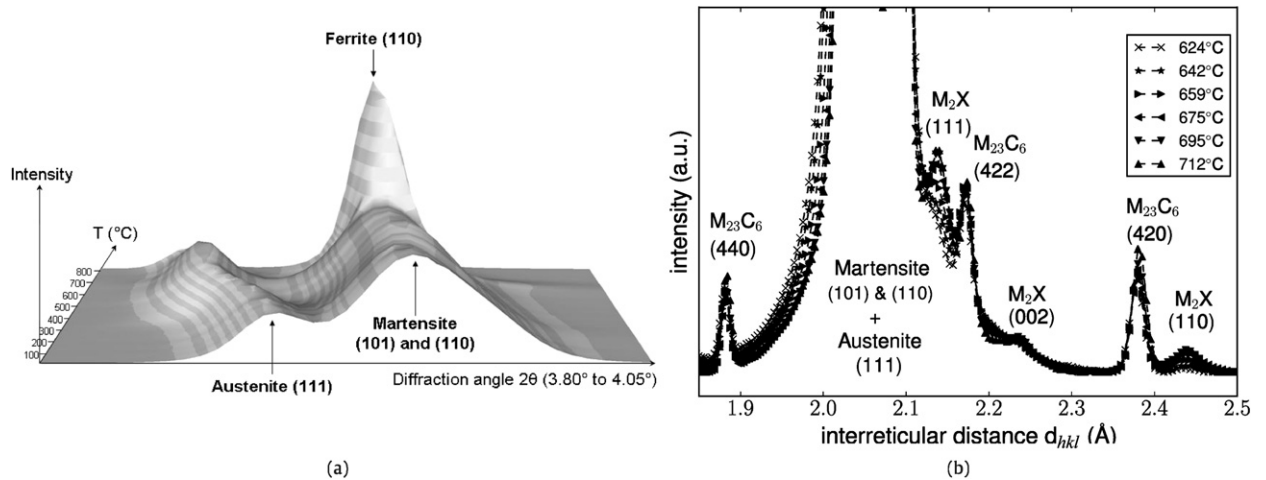 Ferrite (110)
Intensity
T (°C)
800
700
600
500
400
300
200
100
Martensite
(101) and (110)
Austenite (111)
Diffraction angle 2θ (3.80° to 4.05°)
(a)
intensity (a.u.)
M₂₃C₆
(440)
M₂X
(111)
M₂₃C₆
(422)
Martensite
(101) & (110)
+
Austenite
(111)
M₂X
(002)
M₂₃C₆
(420)
M₂X
(110)
624°C
642°C
659°C
675°C
695°C
712°C
1.9 2.0 2.1 2.2 2.3 2.4 2.5
interreticular distance dₕₖₗ (Å)
(b)